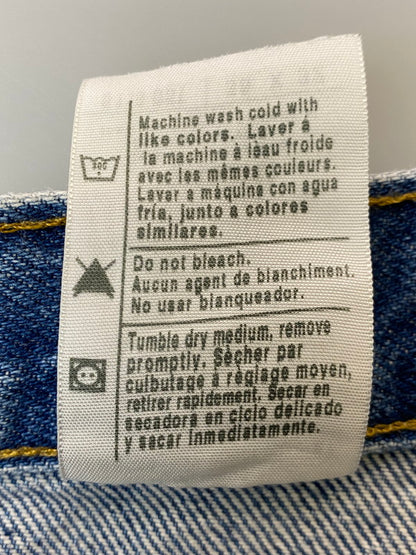 Machine wash cold with
like colors. Laver à
la machine à leau froide
avec les mêmes couleurs.
Lavar a máquina con agua
fría, junto a colores
similares.
Do not bleach.
Aucun agent de blanchiment.
No usar blanqueador.
Tumble dry medium, remove
promptly. Sécher par
culbutage à réglage moyen,
retirer rapidement. Secar en
secadora en ciclo delicado
y sacar inmediatamente.